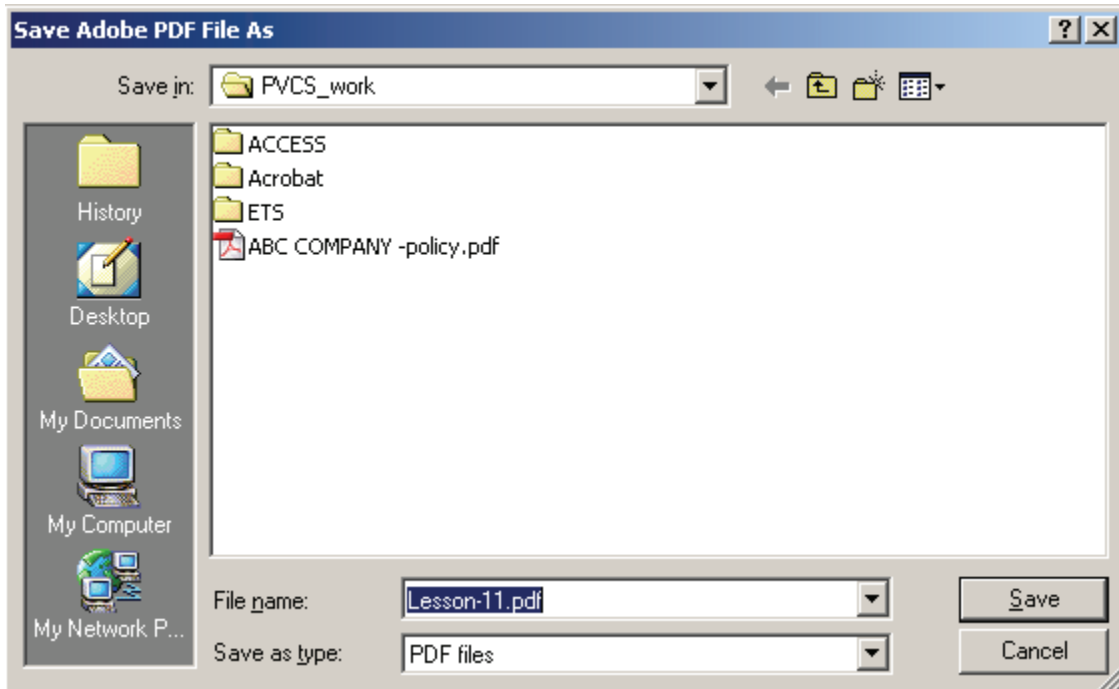 Save Adobe PDF File As
Save in: PVCS_work
ACCESS
Acrobat
ETS
ABC COMPANY -policy.pdf
History
Desktop
My Documents
My Computer
My Network P...
File name: Lesson-11.pdf Save
Save as type: PDF files Cancel